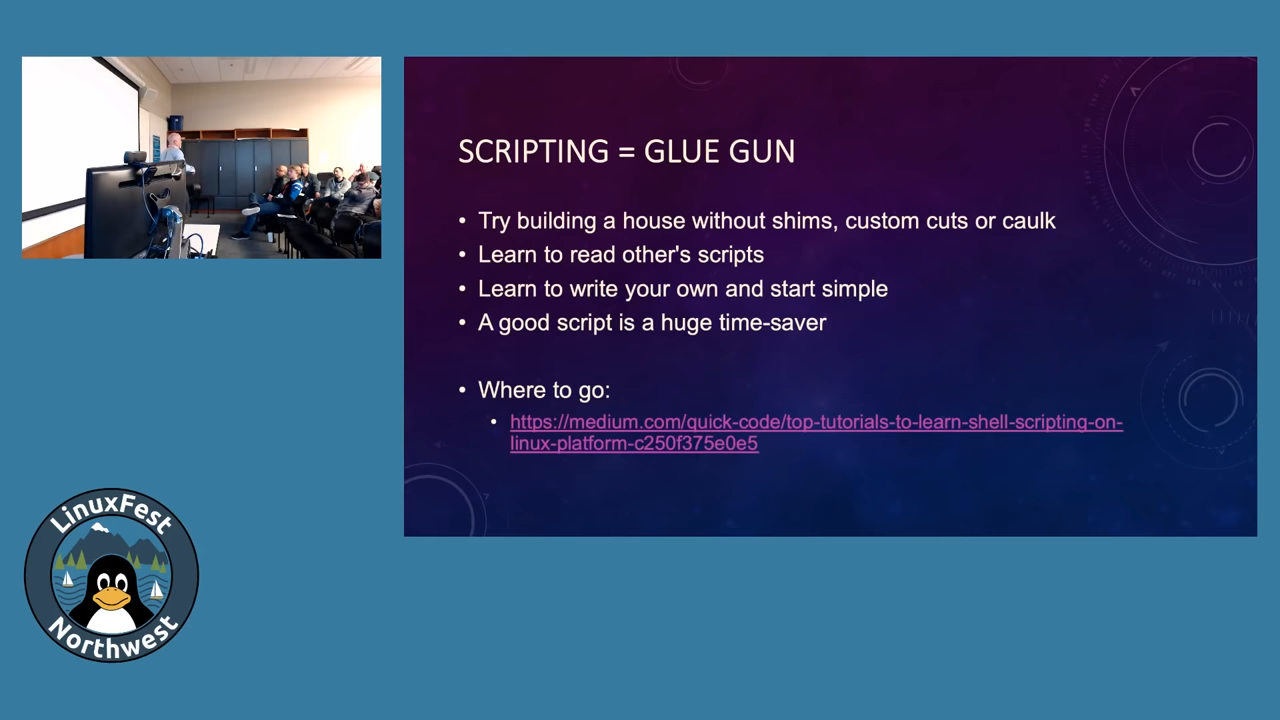 SCRIPTING = GLUE GUN
• Try building a house without shims, custom cuts or caulk
• Learn to read other's scripts
• Learn to write your own and start simple
• A good script is a huge time-saver
• Where to go:
• https://medium.com/quick-code/top-tutorials-to-learn-shell-scripting-on-
linux-platform-c250f375e0e5
LinuxFest
Northwest